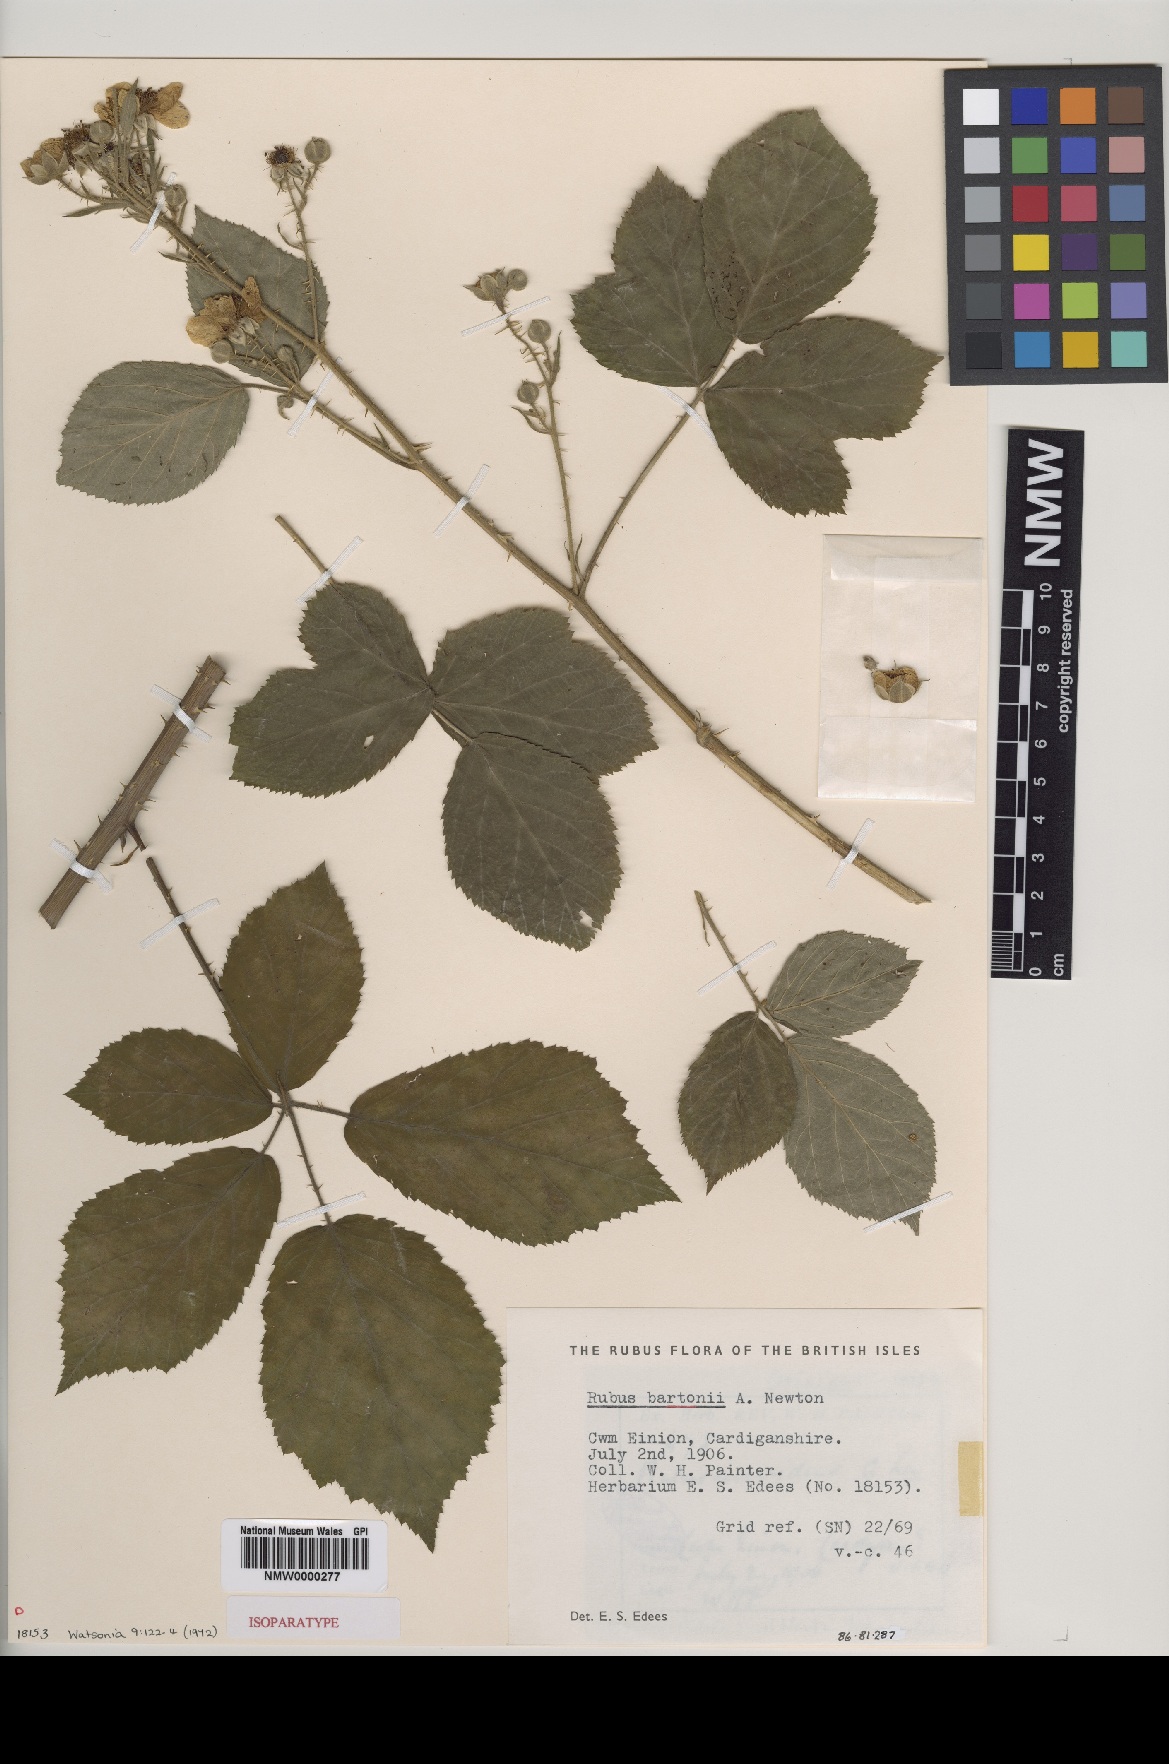 NMW
copyright reserved
10
9
8
7
6
5
4
3
2
1
0
cm
THE RUBUS FLORA OF THE BRITISH ISLES
Rubus bartonii A. Newton
Cwm Einion, Cardiganshire.
July 2nd, 1906.
Coll. W. H. Painter.
Herbarium E. S. Edees (No. 18153).
Grid ref. (SN) 22/69
v.-c. 46
Det. E. S. Edees
86·81·287
National Museum Wales GPI
NMW0000277
ISOPARATYPE
18153 Watsonia 9:122-4 (1972)